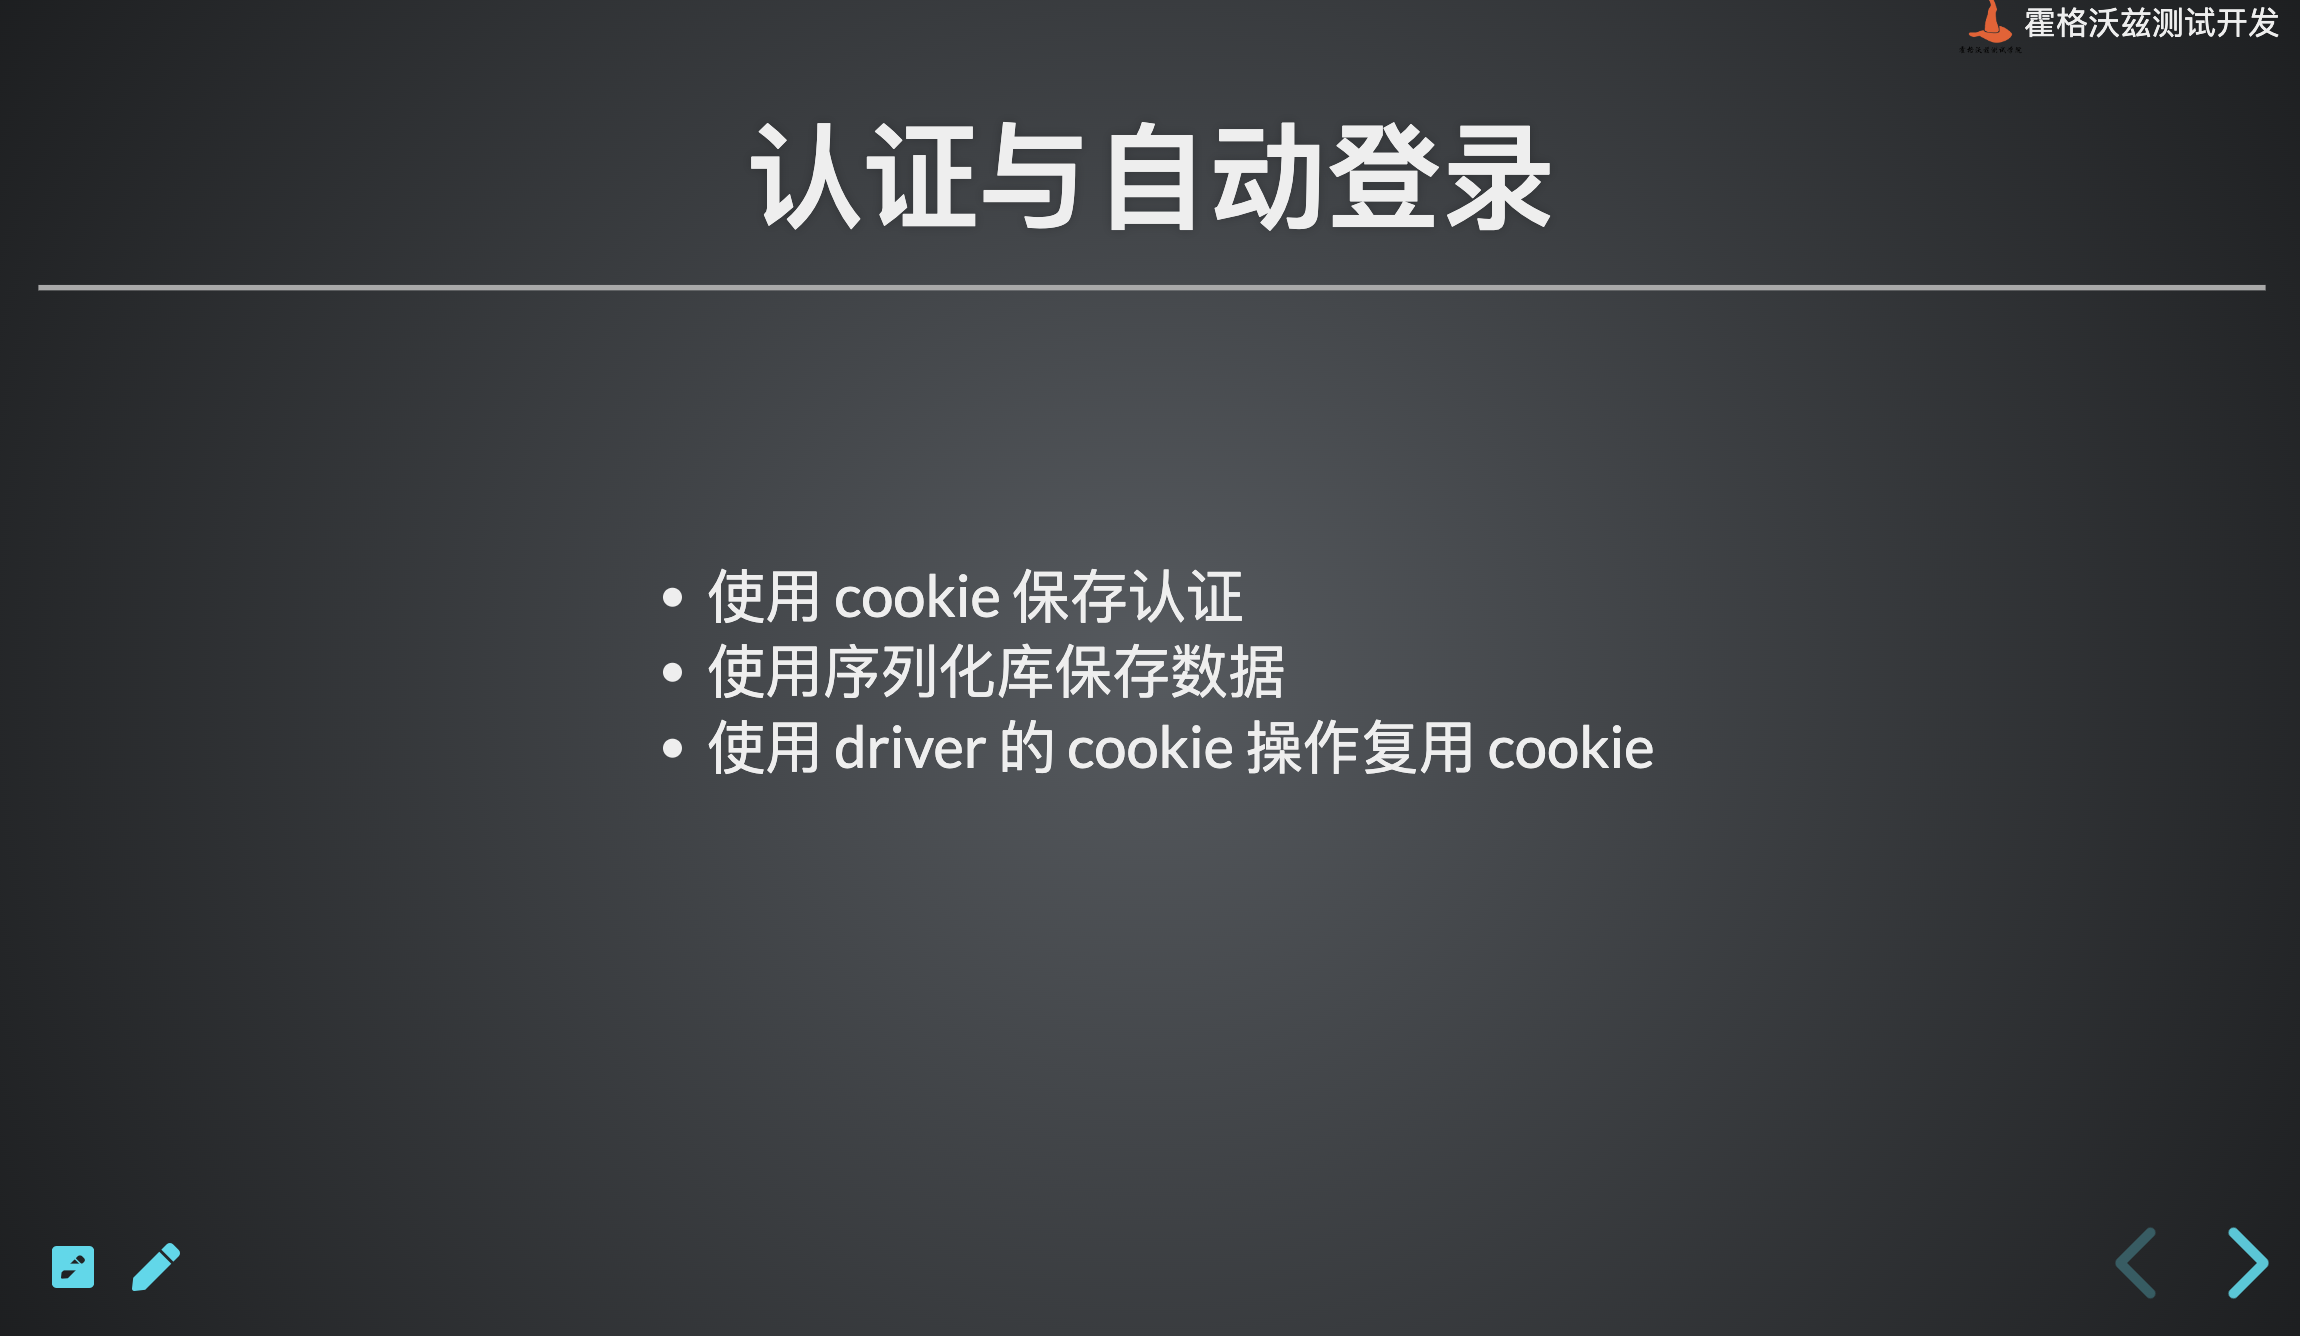 霍格沃兹测试开发
认证与自动登录
使用 cookie 保存认证
使用序列化库保存数据
使用 driver 的 cookie 操作复用 cookie